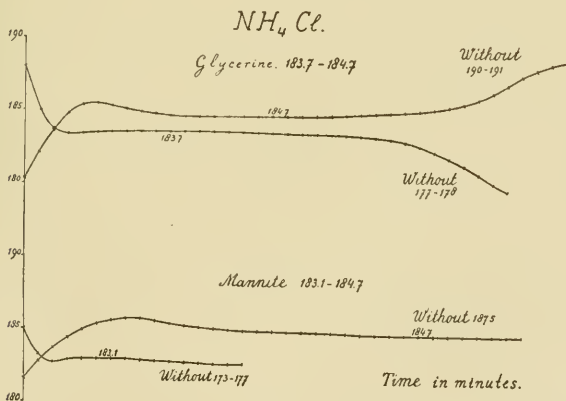 NH₄ Cl.
190
Glycerine. 183.7 - 184.7
Without
190-191
185
184.7
183.7
180
Without
177-178
190
Mannite 183.1 - 184.7
Without 187.5
185
184.7
183.1
Without 173-177
Time in minutes.
180